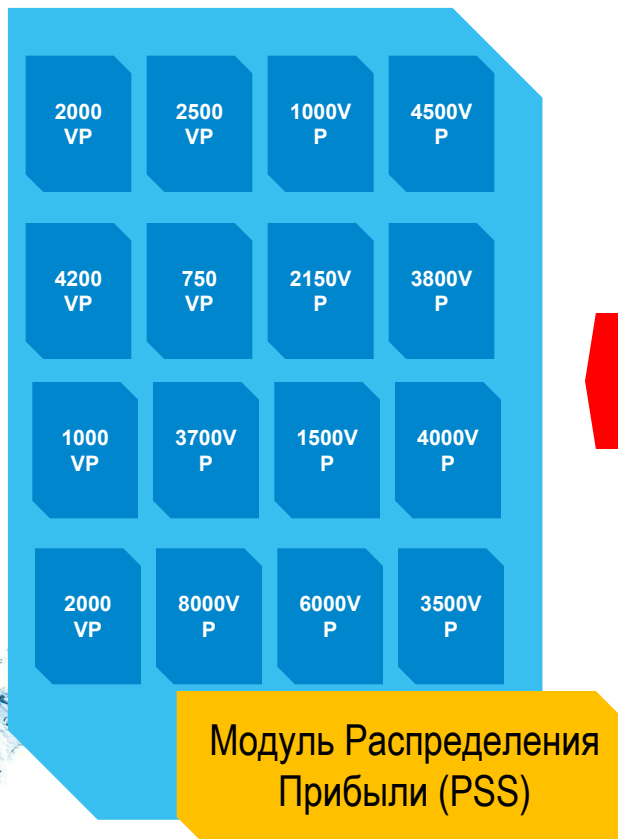 2000
VP
2500
VP
1000V
P
4500V
P
4200
VP
750
VP
2150V
P
3800V
P
1000
VP
3700V
P
1500V
P
4000V
P
2000
VP
8000V
P
6000V
P
3500V
P
Модуль Распределения
Прибыли (PSS)